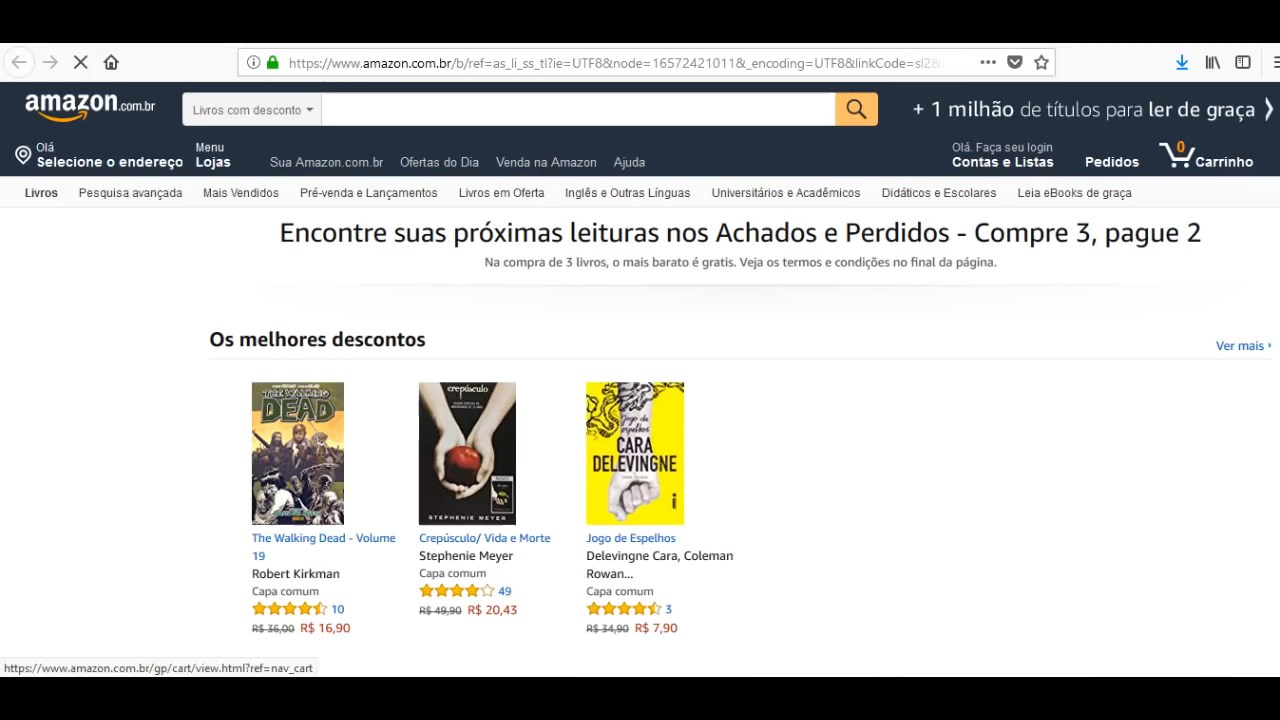 https://www.amazon.com.br/b/ref=as_li_ss_tl?ie=UTF8&node=16572421011&_encoding=UTF8&linkCode=sl2&
amazon.com.br
Livros com desconto
+ 1 milhão de títulos para ler de graça
Olá
Selecione o endereço
Menu
Lojas
Sua Amazon.com.br Ofertas do Dia Venda na Amazon Ajuda
Olá. Faça seu login
Contas e Listas
Pedidos
0
Carrinho
Livros Pesquisa avançada Mais Vendidos Pré-venda e Lançamentos Livros em Oferta Inglês e Outras Línguas Universitários e Acadêmicos Didáticos e Escolares Leia eBooks de graça
Encontre suas próximas leituras nos Achados e Perdidos - Compre 3, pague 2
Na compra de 3 livros, o mais barato é gratis. Veja os termos e condições no final da página.
Os melhores descontos
Ver mais
THE WALKING
DEAD
The Walking Dead - Volume
19
Robert Kirkman
Capa comum
10
R$ 36,00 R$ 16,90
crepúsculo
STEPHENIE MEYER
Crepúsculo/ Vida e Morte
Stephenie Meyer
Capa comum
49
R$ 49,90 R$ 20,43
Jogo de
espelhos
CARA
DELEVINGNE
Jogo de Espelhos
Delevingne Cara, Coleman
Rowan...
Capa comum
3
R$ 34,90 R$ 7,90
https://www.amazon.com.br/gp/cart/view.html?ref=nav_cart